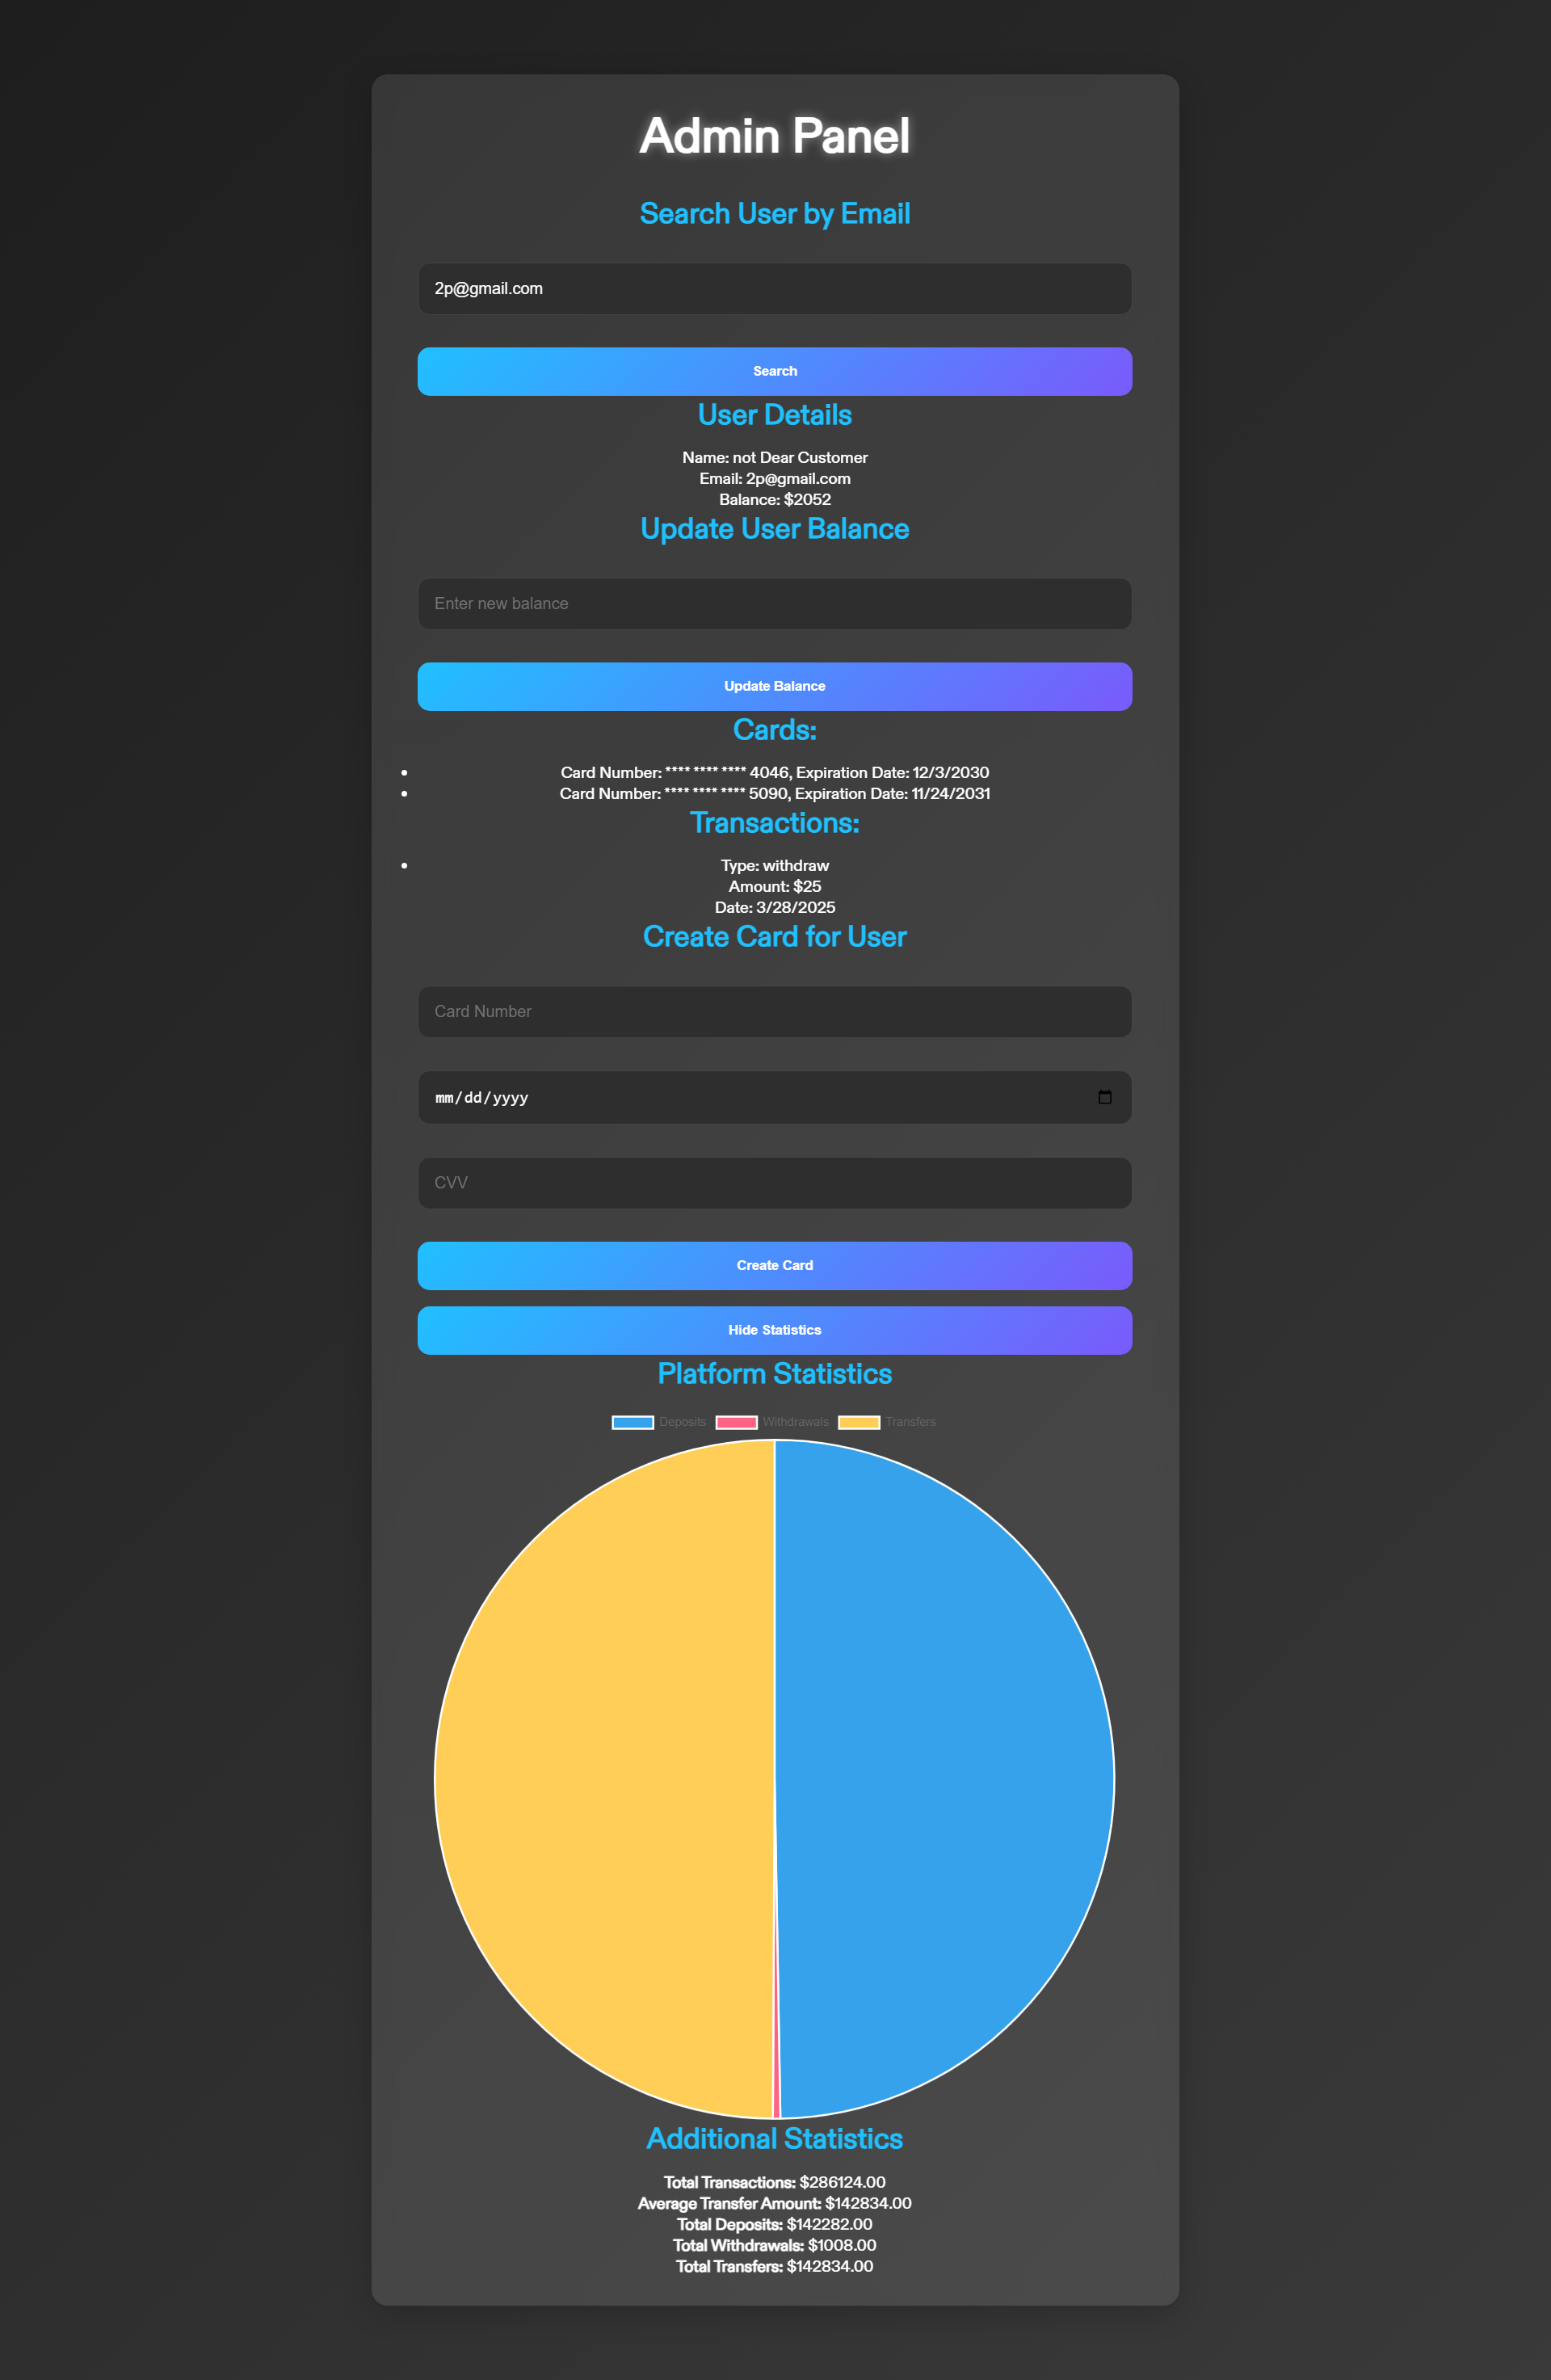 Admin Panel
Search User by Email
2p@gmail.com
Search
User Details
Name: not Dear Customer
Email: 2p@gmail.com
Balance: $2052
Update User Balance
Enter new balance
Update Balance
Cards:
Card Number: **** **** **** 4046, Expiration Date: 12/3/2030
Card Number: **** **** **** 5090, Expiration Date: 11/24/2031
Transactions:
Type: withdraw
Amount: $25
Date: 3/28/2025
Create Card for User
Card Number
mm/dd/yyyy
CVV
Create Card
Hide Statistics
Platform Statistics
Deposits Withdrawals Transfers
Additional Statistics
Total Transactions: $286124.00
Average Transfer Amount: $142834.00
Total Deposits: $142282.00
Total Withdrawals: $1008.00
Total Transfers: $142834.00